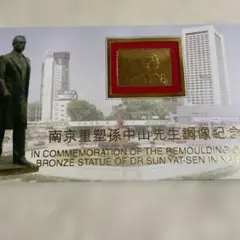 南京重塑孫中山先生銅像紀念
IN COMMEMORATION OF THE REMOULDING O
BRONZE STATUE OF DR SUN YAT-SEN IN NAN